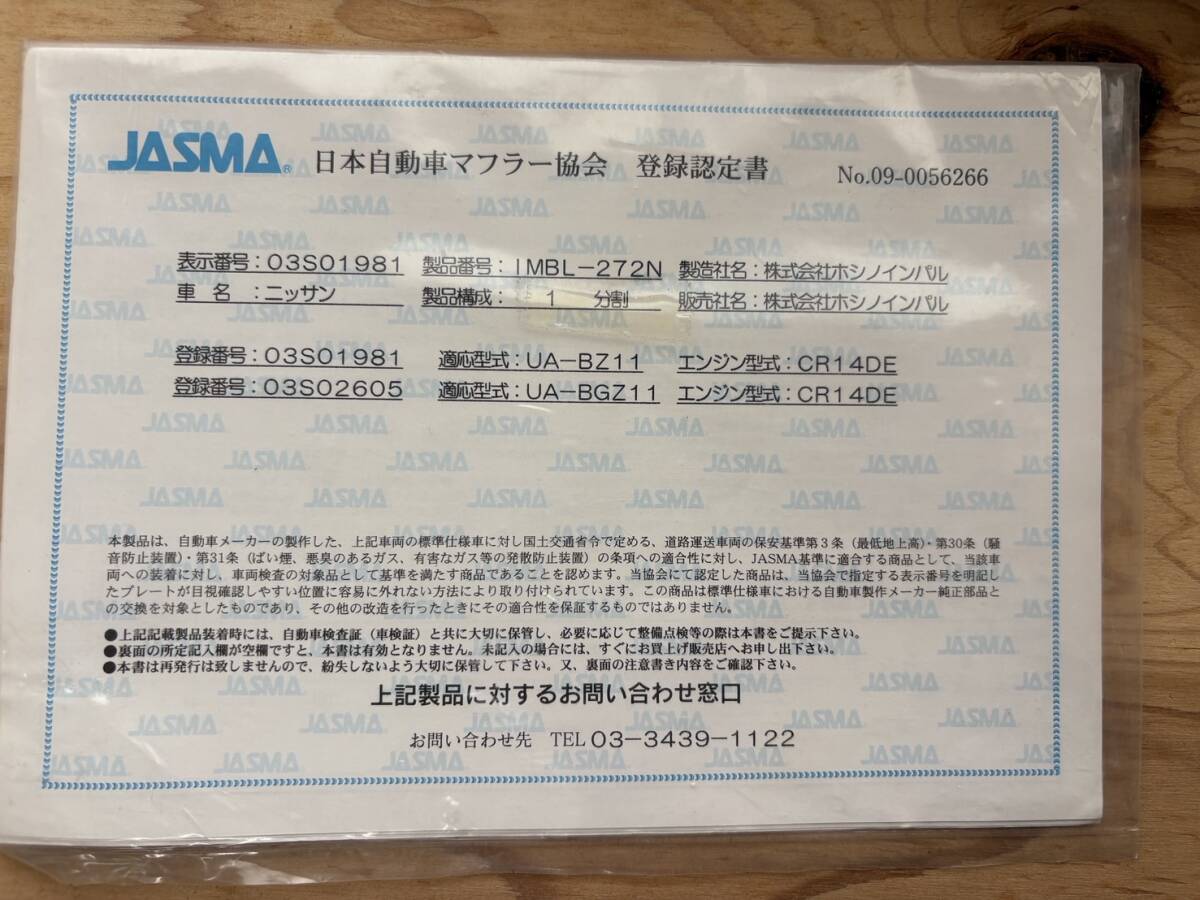 JASMA® 日本自動車マフラー協会 登録認定書 No.09-0056266
表示番号：03S01981 製品番号：IMBL-272N 製造社名：株式会社ホシノインパル
車 名 ：ニッサン 製品構成： 1 分割 販売社名：株式会社ホシノインパル
登録番号：03S01981 適応型式：UA-BZ11 エンジン型式：CR14DE
登録番号：03S02605 適応型式：UA-BGZ11 エンジン型式：CR14DE
本製品は、自動車メーカーの製作した、上記車両の標準仕様車に対し国土交通省令で定める、道路運送車両の保安基準第３条（最低地上高）・第30条（騒
音防止装置）・第31条（ばい煙、悪臭のあるガス、有害なガス等の発散防止装置）の条項への適合性に対し、JASMA基準に適合する商品として、当該車
両への装着に対し、車両検査の対象品として基準を満たす商品であることを認めます。当協会にて認定した商品は、当協会で指定する表示番号を明記し
たプレートが目視確認しやすい位置に容易に外れない方法により取り付けられています。この商品は標準仕様車における自動車製作メーカー純正部品と
の交換を対象としたものであり、その他の改造を行ったときにその適合性を保証するものではありません。
●上記記載製品装着時には、自動車検査証（車検証）と共に大切に保管し、必要に応じて整備点検等の際は本書をご提示下さい。
●裏面の所定記入欄が空欄ですと、本書は有効となりません。未記入の場合には、すぐにお買上げ販売店へお申し出下さい。
●本書は再発行は致しませんので、紛失しないよう大切に保管して下さい。又、裏面の注意書き内容をご確認下さい。
上記製品に対するお問い合わせ窓口
お問い合わせ先 TEL 03-3439-1122